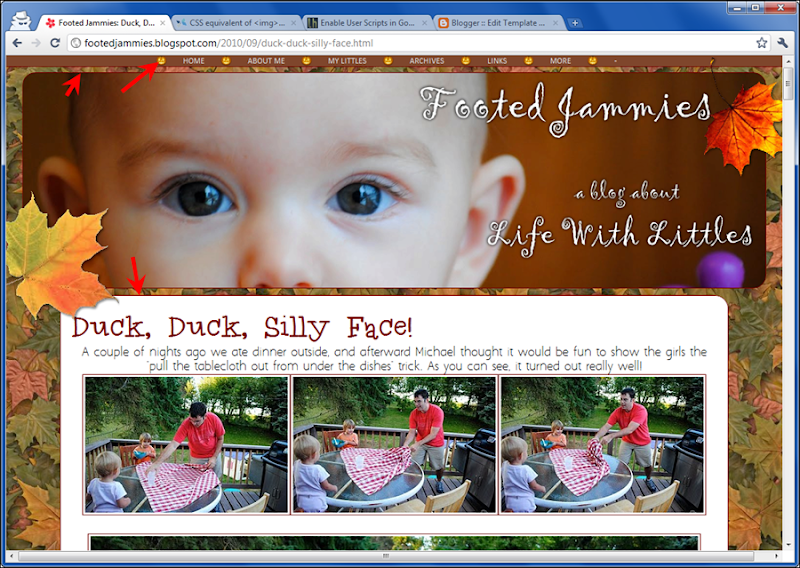 Footed Jammies: Duck, D...
CSS equivalent of <img>...
Enable User Scripts in Go...
Blogger :: Edit Template ...
footedjammies.blogspot.com/2010/09/duck-duck-silly-face.html
HOME ABOUT ME MY LITTLES ARCHIVES LINKS MORE
Footed Jammies
a blog about
Life With Littles
Duck, Duck, Silly Face!
A couple of nights ago we ate dinner outside, and afterward Michael thought it would be fun to show the girls the
'pull the tablecloth out from under the dishes' trick. As you can see, it turned out really well!